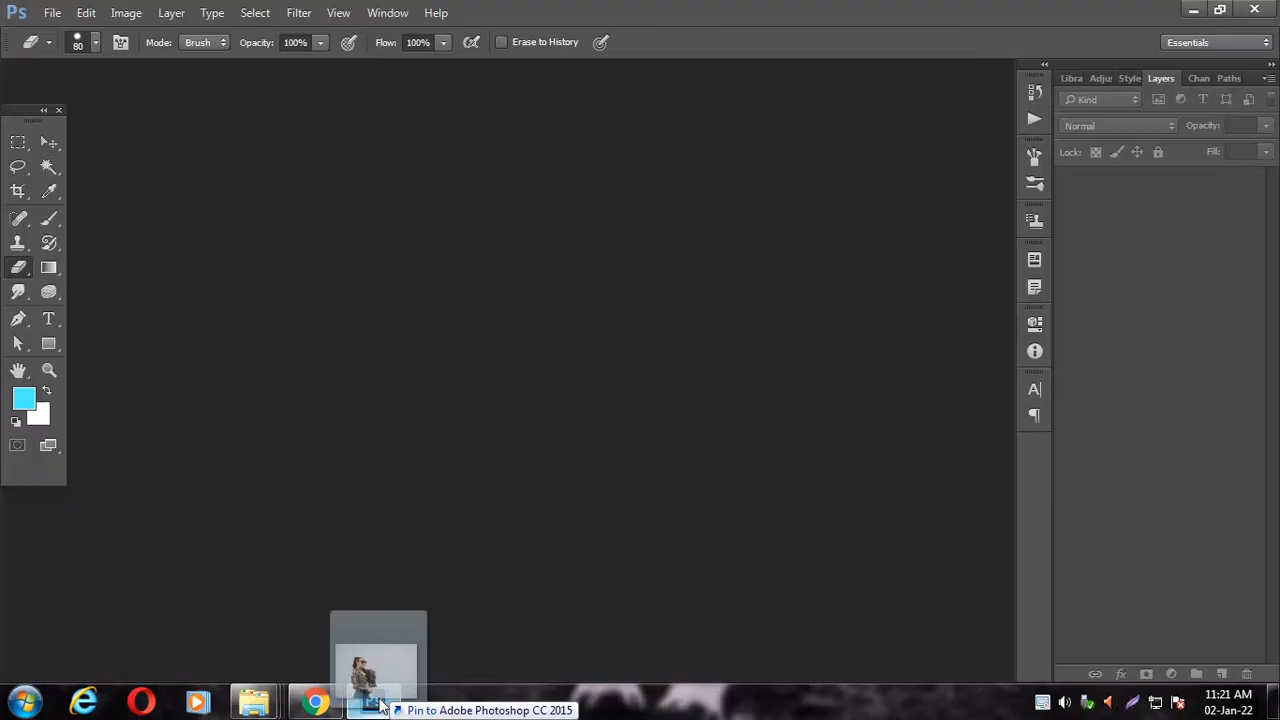 Ps File Edit Image Layer Type Select Filter View Window Help
80 Mode: Brush Opacity: 100% Flow: 100% Erase to History Essentials
Libra Adju Style Layers Chan Paths
Kind
Normal Opacity:
Lock: Fill:
Pin to Adobe Photoshop CC 2015
11:21 AM
02-Jan-22